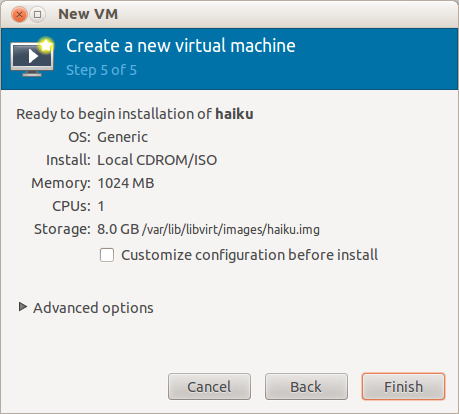 New VM
Create a new virtual machine
Step 5 of 5
Ready to begin installation of haiku
OS: Generic
Install: Local CDROM/ISO
Memory: 1024 MB
CPUs: 1
Storage: 8.0 GB /var/lib/libvirt/images/haiku.img
Customize configuration before install
Advanced options
Cancel Back Finish